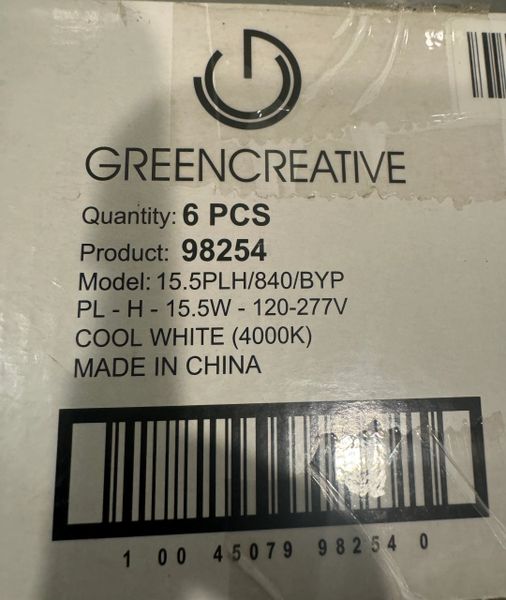 GREENCREATIVE
Quantity: 6 PCS
Product: 98254
Model: 15.5PLH/840/BYP
PL - H - 15.5W - 120-277V
COOL WHITE (4000K)
MADE IN CHINA
1 00 45079 98254 0